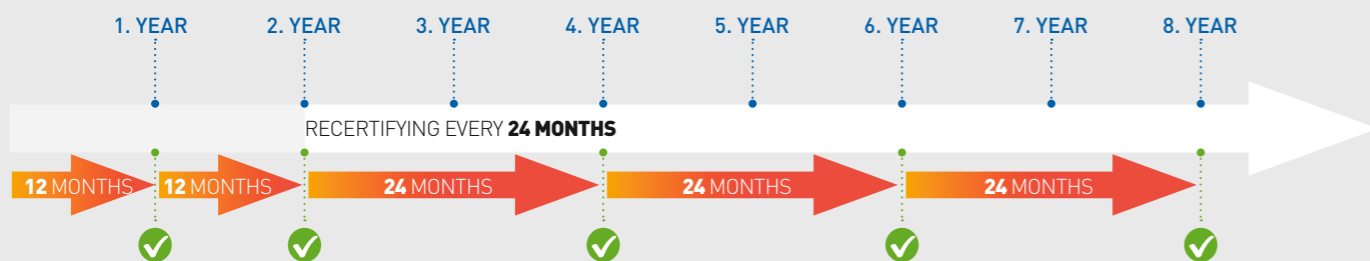 1. YEAR
2. YEAR
3. YEAR
4. YEAR
5. YEAR
6. YEAR
7. YEAR
8. YEAR
RECERTIFYING EVERY 24 MONTHS
12 MONTHS
12 MONTHS
24 MONTHS
24 MONTHS
24 MONTHS